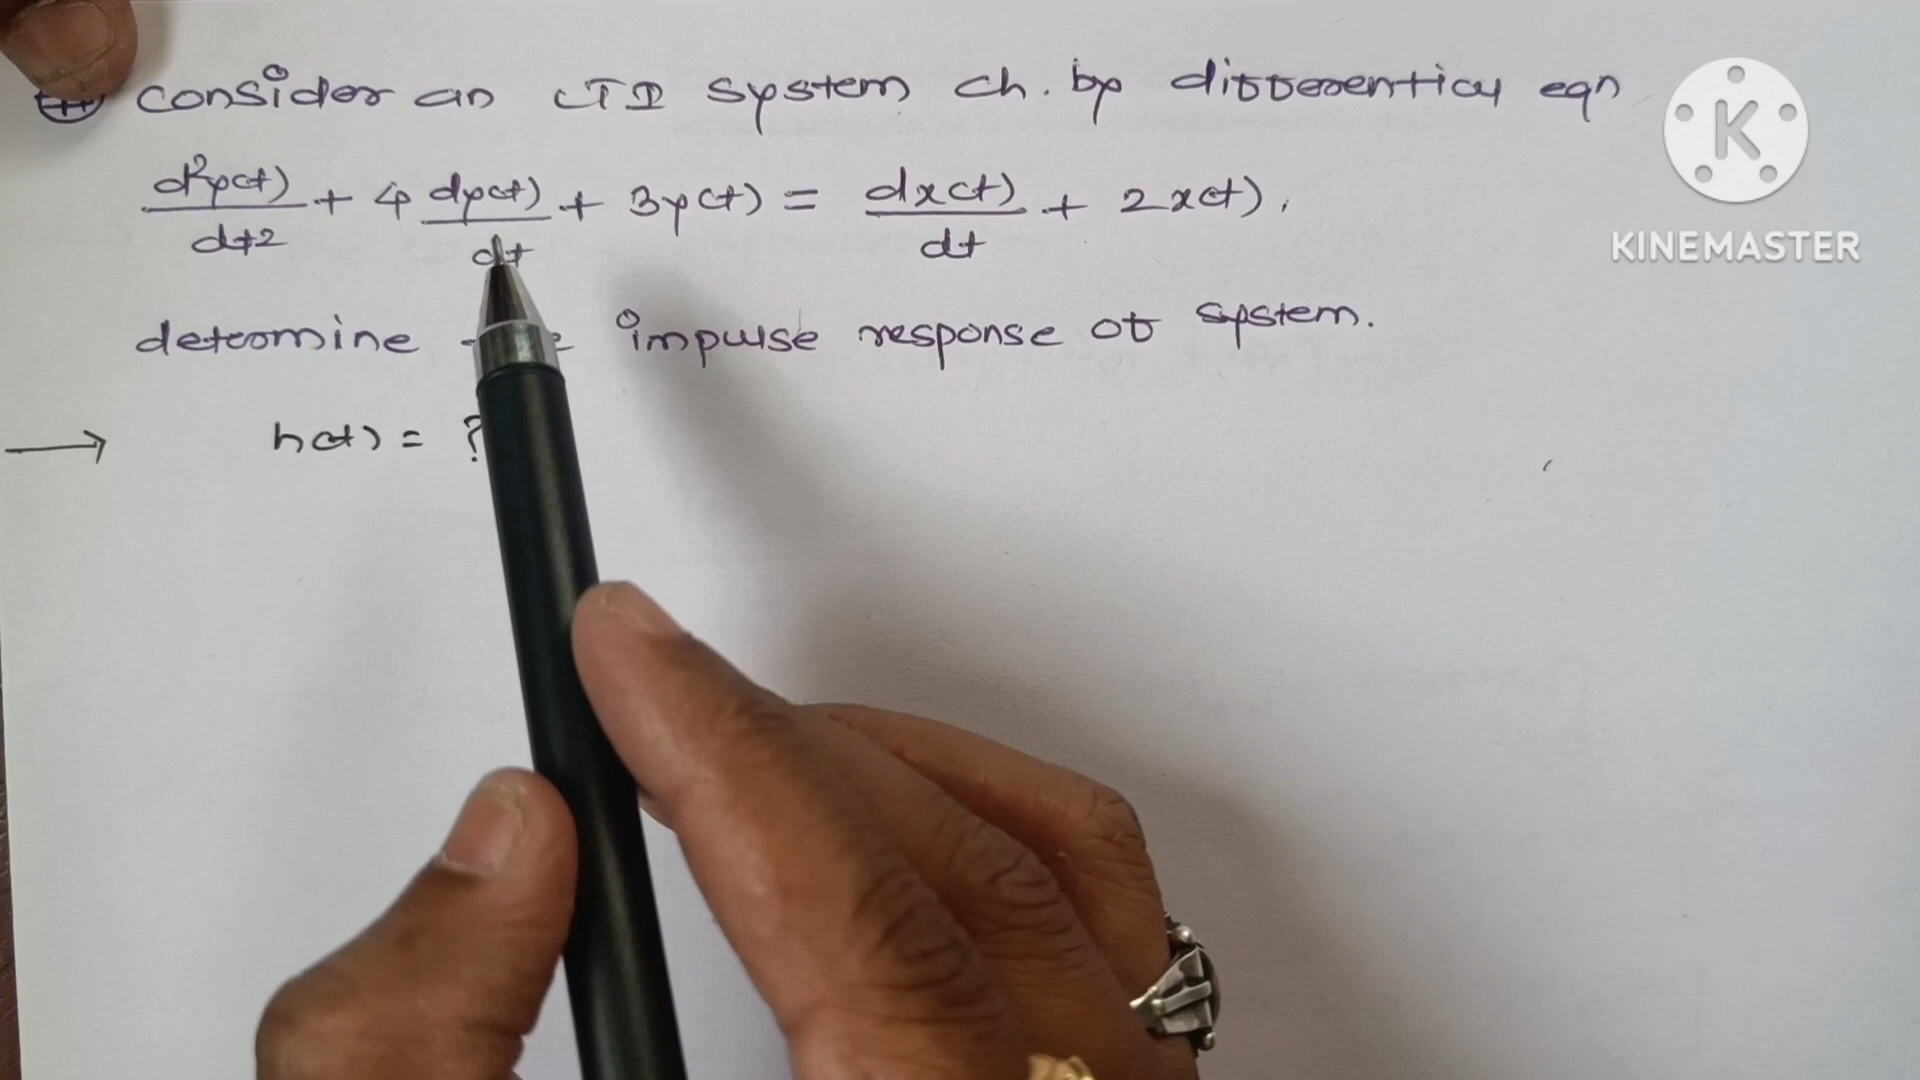 Consider an LTI system ch. by differential eqn
d²y(t)/dt2 + 4 dy(t)/dt + 3y(t) = dx(t)/dt + 2x(t).
determine impulse response of system.
→ h(t) = ?
K
KINEMASTER